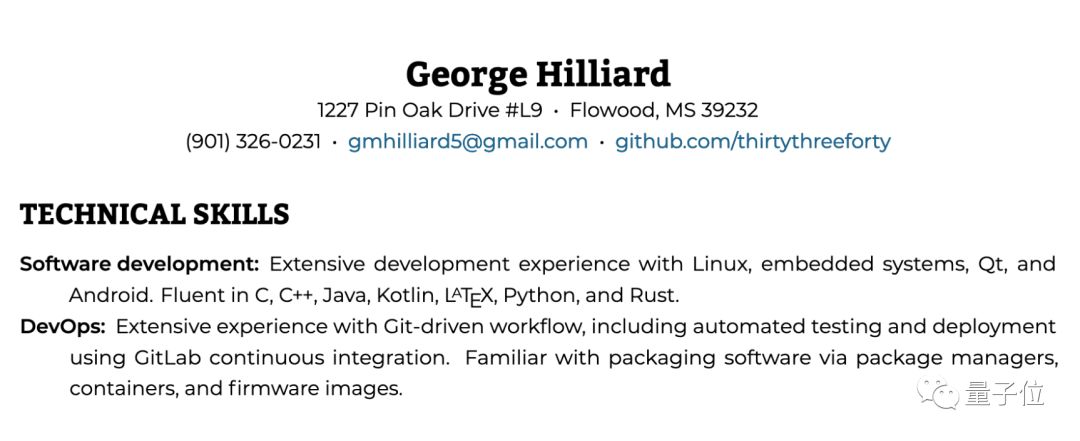 George Hilliard
1227 Pin Oak Drive #L9 • Flowood, MS 39232
(901) 326-0231 • gmhilliard5@gmail.com • github.com/thirtythreeforty
TECHNICAL SKILLS
Software development: Extensive development experience with Linux, embedded systems, Qt, and
Android. Fluent in C, C++, Java, Kotlin, LATEX, Python, and Rust.
DevOps: Extensive experience with Git-driven workflow, including automated testing and deployment
using GitLab continuous integration. Familiar with packaging software via package managers,
containers, and firmware images.
量子位